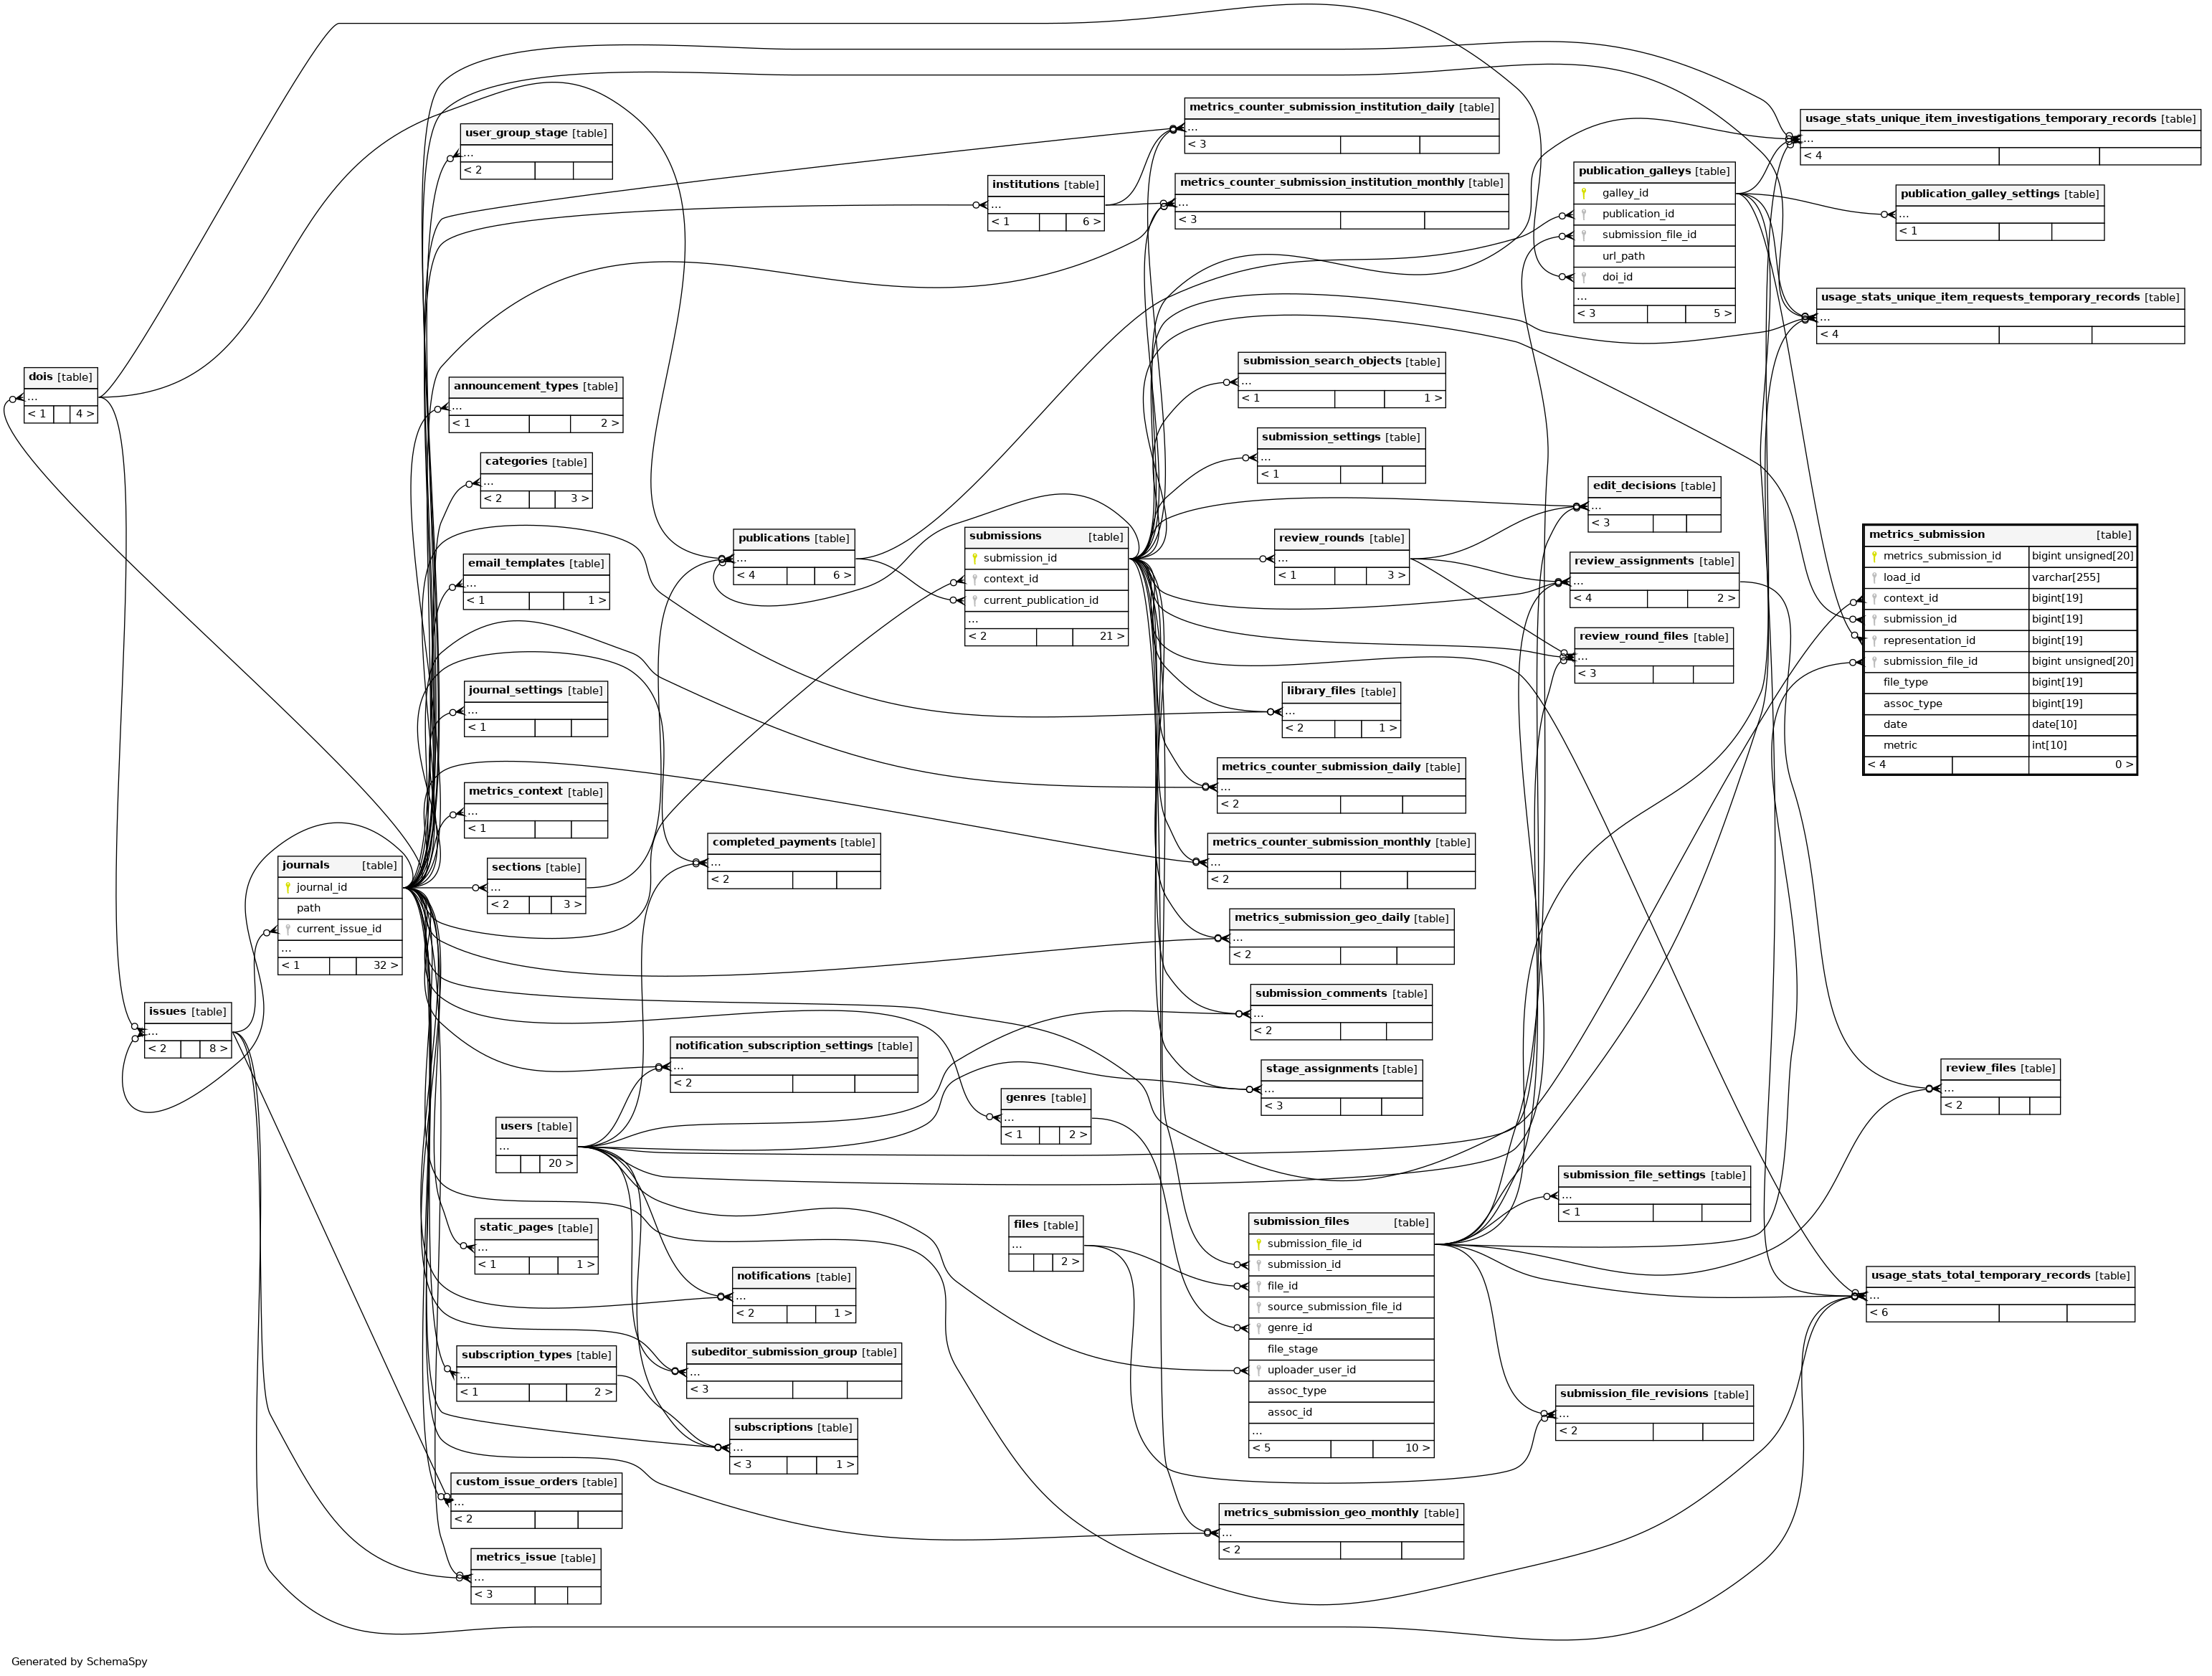 metrics_counter_submission_institution_daily [table]
...
< 3
usage_stats_unique_item_investigations_temporary_records [table]
...
< 4
user_group_stage [table]
...
< 2
institutions [table]
...
< 1 6 >
metrics_counter_submission_institution_monthly [table]
...
< 3
publication_galleys [table]
galley_id
publication_id
submission_file_id
url_path
doi_id
...
< 3 5 >
publication_galley_settings [table]
...
< 1
usage_stats_unique_item_requests_temporary_records [table]
...
< 4
dois [table]
...
< 1 4 >
announcement_types [table]
...
< 1 2 >
submission_search_objects [table]
...
< 1 1 >
categories [table]
...
< 2 3 >
submission_settings [table]
...
< 1
edit_decisions [table]
...
< 3
email_templates [table]
...
< 1 1 >
publications [table]
...
< 4 6 >
submissions [table]
submission_id
context_id
current_publication_id
...
< 2 21 >
review_rounds [table]
...
< 1 3 >
review_assignments [table]
...
< 4 2 >
metrics_submission [table]
metrics_submission_id bigint unsigned[20]
load_id varchar[255]
context_id bigint[19]
submission_id bigint[19]
representation_id bigint[19]
submission_file_id bigint unsigned[20]
file_type bigint[19]
assoc_type bigint[19]
date date[10]
metric int[10]
< 4 0 >
review_round_files [table]
...
< 3
journal_settings [table]
...
< 1
library_files [table]
...
< 2 1 >
metrics_context [table]
...
< 1
metrics_counter_submission_daily [table]
...
< 2
journals [table]
journal_id
path
current_issue_id
...
< 1 32 >
sections [table]
...
< 2 3 >
completed_payments [table]
...
< 2
metrics_counter_submission_monthly [table]
...
< 2
metrics_submission_geo_daily [table]
...
< 2
issues [table]
...
< 2 8 >
submission_comments [table]
...
< 2
notification_subscription_settings [table]
...
< 2
stage_assignments [table]
...
< 3
review_files [table]
...
< 2
users [table]
...
20 >
genres [table]
...
< 1 2 >
submission_file_settings [table]
...
< 1
static_pages [table]
...
< 1 1 >
files [table]
...
2 >
submission_files [table]
submission_file_id
submission_id
file_id
source_submission_file_id
genre_id
file_stage
uploader_user_id
assoc_type
assoc_id
...
< 5 10 >
usage_stats_total_temporary_records [table]
...
< 6
notifications [table]
...
< 2 1 >
subscription_types [table]
...
< 1 2 >
subeditor_submission_group [table]
...
< 3
submission_file_revisions [table]
...
< 2
subscriptions [table]
...
< 3 1 >
custom_issue_orders [table]
...
< 2
metrics_submission_geo_monthly [table]
...
< 2
metrics_issue [table]
...
< 3
Generated by SchemaSpy